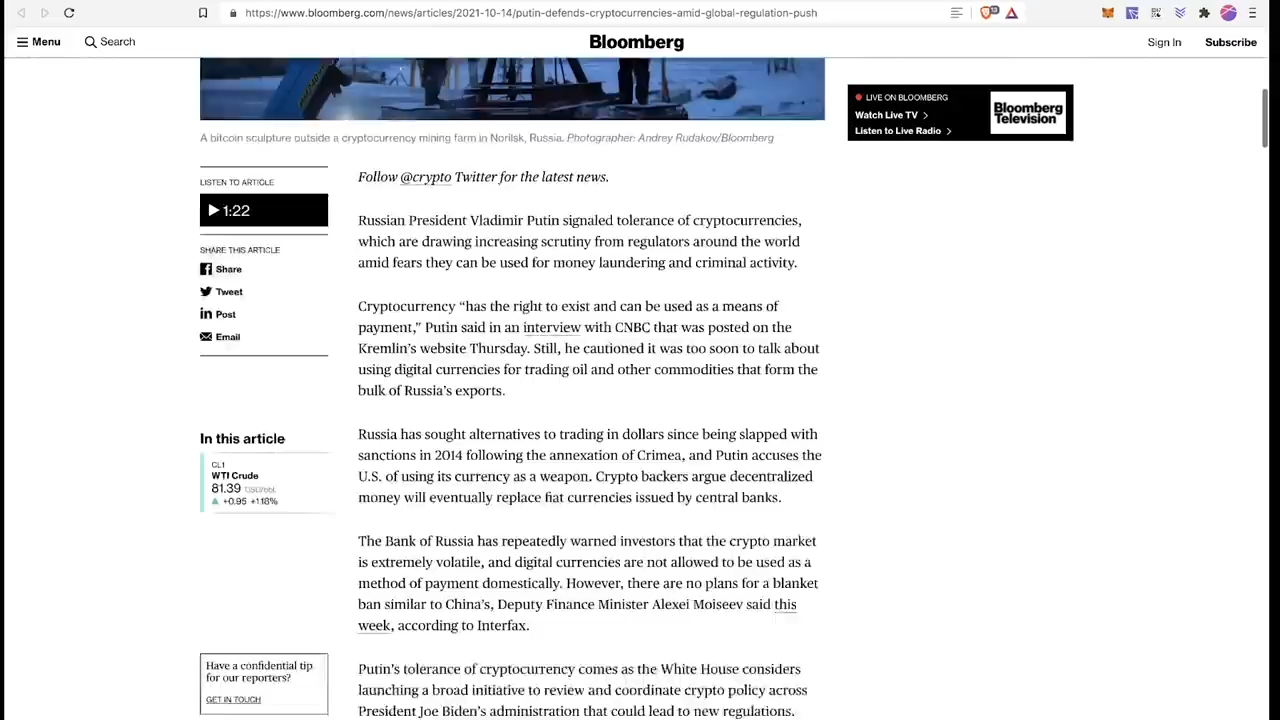 https://www.bloomberg.com/news/articles/2021-10-14/putin-defends-cryptocurrencies-amid-global-regulation-push
Menu
Search
Bloomberg
Sign In
Subscribe
A bitcoin sculpture outside a cryptocurrency mining farm in Norilsk, Russia. Photographer: Andrey Rudakov/Bloomberg
LIVE ON BLOOMBERG
Watch Live TV
Listen to Live Radio
Bloomberg
Television
LISTEN TO ARTICLE
1:22
SHARE THIS ARTICLE
Share
Tweet
Post
Email
In this article
CL1
WTI Crude
81.39 USD/bbl.
+0.95 +1.18%
Have a confidential tip
for our reporters?
GET IN TOUCH
Follow @crypto Twitter for the latest news.
Russian President Vladimir Putin signaled tolerance of cryptocurrencies,
which are drawing increasing scrutiny from regulators around the world
amid fears they can be used for money laundering and criminal activity.
Cryptocurrency “has the right to exist and can be used as a means of
payment,” Putin said in an interview with CNBC that was posted on the
Kremlin’s website Thursday. Still, he cautioned it was too soon to talk about
using digital currencies for trading oil and other commodities that form the
bulk of Russia’s exports.
Russia has sought alternatives to trading in dollars since being slapped with
sanctions in 2014 following the annexation of Crimea, and Putin accuses the
U.S. of using its currency as a weapon. Crypto backers argue decentralized
money will eventually replace fiat currencies issued by central banks.
The Bank of Russia has repeatedly warned investors that the crypto market
is extremely volatile, and digital currencies are not allowed to be used as a
method of payment domestically. However, there are no plans for a blanket
ban similar to China’s, Deputy Finance Minister Alexei Moiseev said this
week, according to Interfax.
Putin’s tolerance of cryptocurrency comes as the White House considers
launching a broad initiative to review and coordinate crypto policy across
President Joe Biden’s administration that could lead to new regulations.